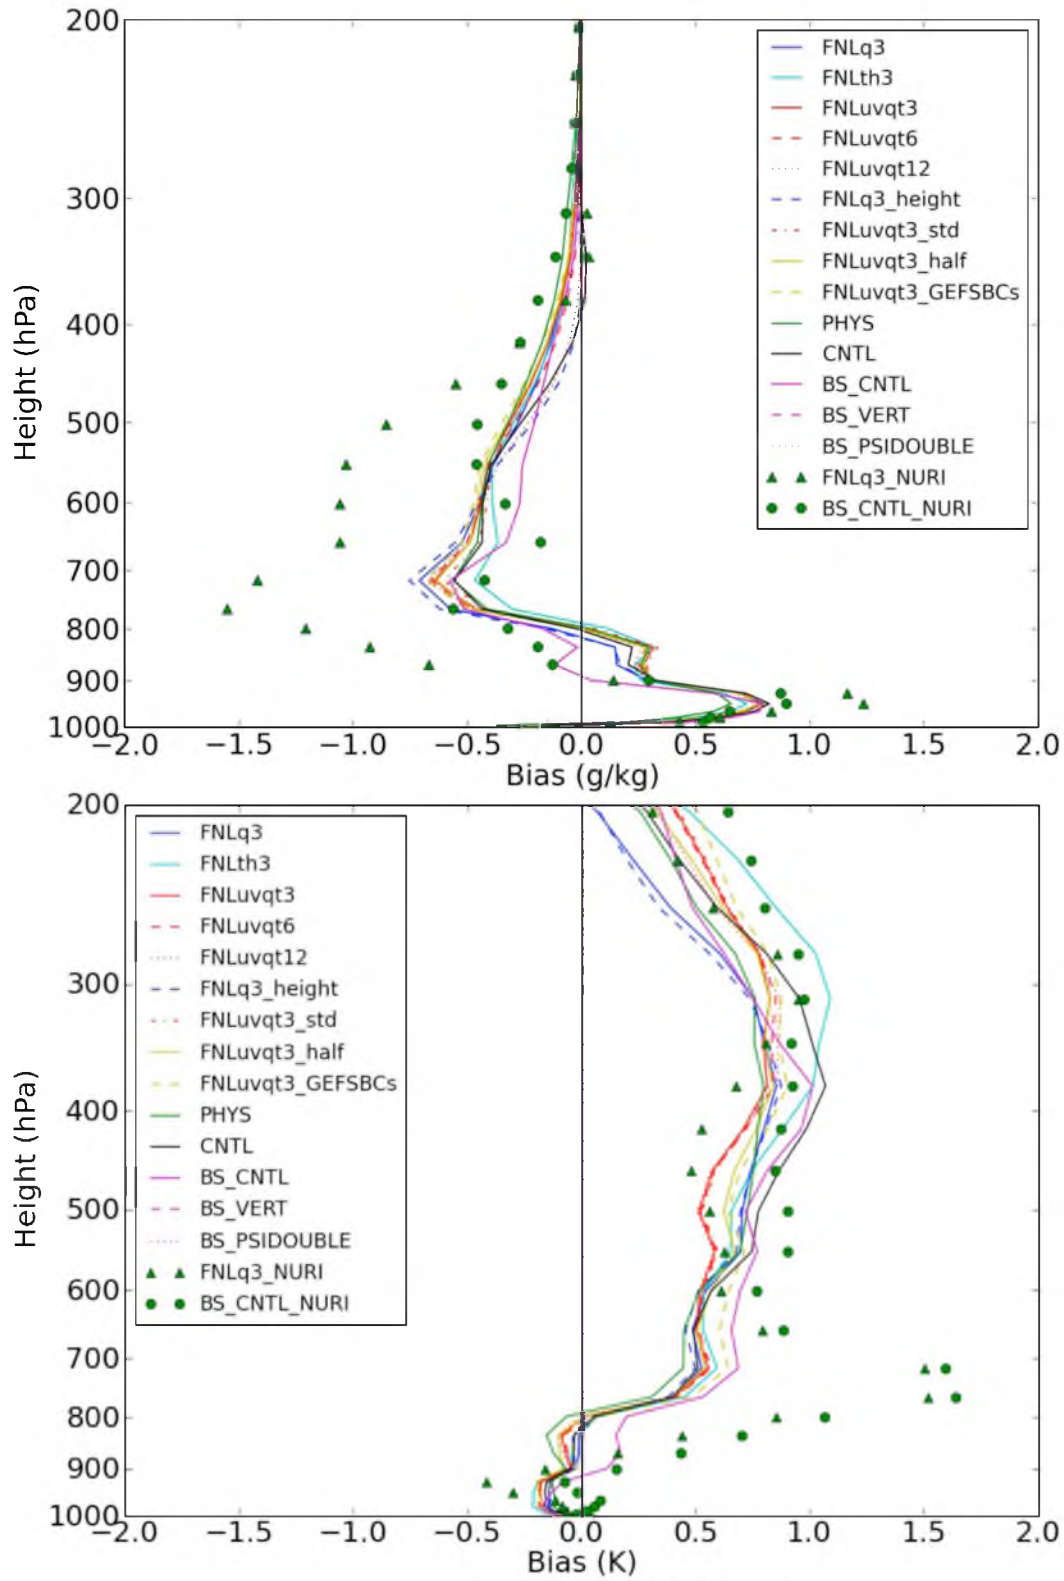 200
300
400
500
600
700
800
900
1000
Height (hPa)
FNLq3
FNLth3
FNLuvqt3
FNLuvqt6
FNLuvqt12
FNLq3_height
FNLuvqt3_std
FNLuvqt3_half
FNLuvqt3_GEFSBCs
PHYS
CNTL
BS_CNTL
BS_VERT
BS_PSIDOUBLE
FNLq3_NURI
BS_CNTL_NURI
−2.0 −1.5 −1.0 −0.5 0.0 0.5 1.0 1.5 2.0
Bias (g/kg)
200
300
400
500
600
700
800
900
1000
Height (hPa)
FNLq3
FNLth3
FNLuvqt3
FNLuvqt6
FNLuvqt12
FNLq3_height
FNLuvqt3_std
FNLuvqt3_half
FNLuvqt3_GEFSBCs
PHYS
CNTL
BS_CNTL
BS_VERT
BS_PSIDOUBLE
FNLq3_NURI
BS_CNTL_NURI
−2.0 −1.5 −1.0 −0.5 0.0 0.5 1.0 1.5 2.0
Bias (K)